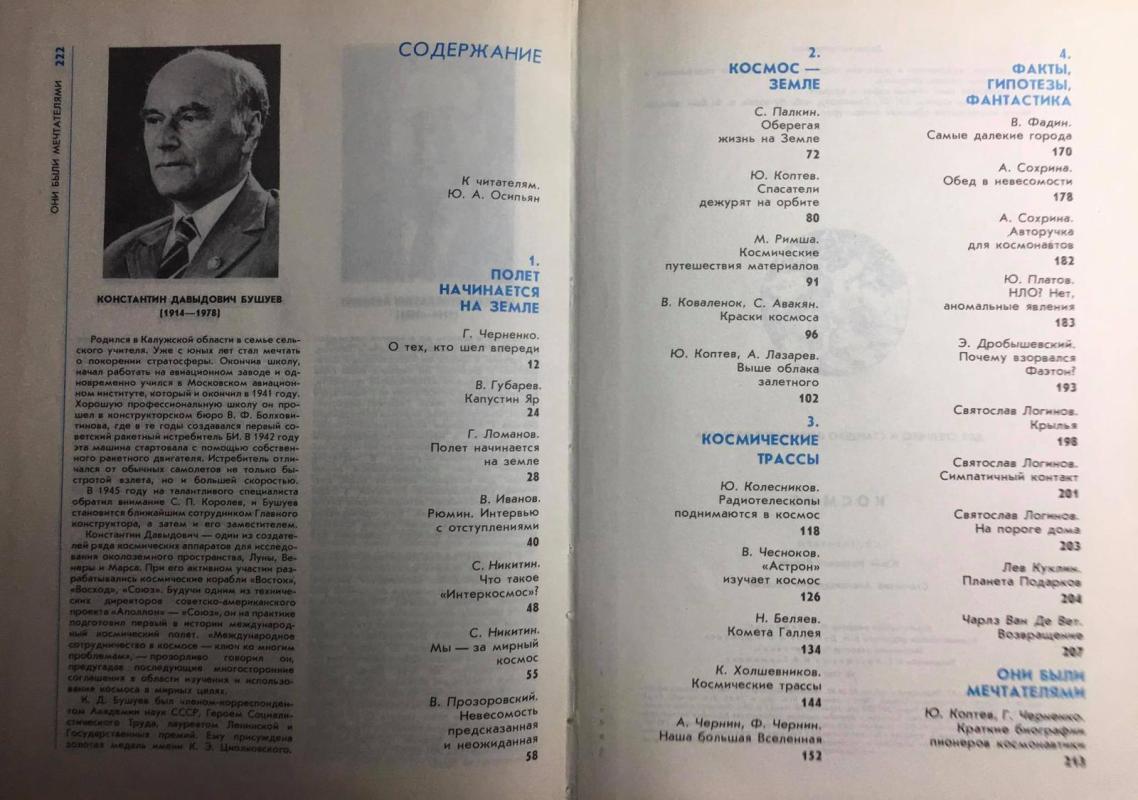 222
ОНИ БЫЛИ МЕЧТАТЕЛЯМИ
КОНСТАНТИН ДАВЫДОВИЧ БУШУЕВ
(1914—1978)
Родился в Калужской области в семье сель-
ского учителя. Уже с юных лет стал мечтать
о покорении стратосферы. Окончив школу,
начал работать на авиационном заводе и од-
новременно учился в Московском авиацион-
ном институте, который и окончил в 1941 году.
Хорошую профессиональную школу он про-
шел в конструкторском бюро В. Ф. Болхови-
тинова, где в те годы создавался первый со-
ветский ракетный истребитель БИ. В 1942 году
эта машина стартовала с помощью собствен-
ного ракетного двигателя. Истребитель отли-
чался от обычных самолетов не только бы-
стротой взлета, но и большей скоростью.
В 1945 году на талантливого специалиста
обратил внимание С. П. Королев, и Бушуев
становится ближайшим сотрудником Главного
конструктора, а затем и его заместителем.
Константин Давыдович — один из создате-
лей ряда космических аппаратов для исследо-
вания околоземного пространства, Луны, Ве-
неры и Марса. При его активном участии раз-
рабатывались космические корабли «Восток»,
«Восход», «Союз». Будучи одним из техниче-
ских директоров советско-американского
проекта «Аполлон» — «Союз», он на практике
подготовил первый в истории международ-
ный космический полет. «Международное
сотрудничество в космосе — ключ ко многим
проблемам», — прозорливо говорил он,
предугадав последующие многосторонние
соглашения в области изучения и использо-
вания космоса в мирных целях.
К. Д. Бушуев был членом-корреспонден-
том Академии наук СССР, Героем Социали-
стического Труда, лауреатом Ленинской и
Государственных премий. Ему присуждена
золотая медаль имени К. Э. Циолковского.
СОДЕРЖАНИЕ
К читателям.
Ю. А. Осипьян
1.
ПОЛЕТ
НАЧИНАЕТСЯ
НА ЗЕМЛЕ
Г. Черненко.
О тех, кто шел впереди
12
В. Губарев.
Капустин Яр
24
Г. Ломанов.
Полет начинается
на земле
28
В. Иванов.
Рюмин. Интервью
с отступлениями
40
С. Никитин.
Что такое
«Интеркосмос»?
48
С. Никитин.
Мы — за мирный
космос
55
В. Прозоровский.
Невесомость
предсказанная
и неожиданная
58
2.
КОСМОС —
ЗЕМЛЕ
С. Палкин.
Оберегая
жизнь на Земле
72
Ю. Коптев.
Спасатели
дежурят на орбите
80
М. Римша.
Космические
путешествия материалов
91
В. Коваленок, С. Авакян.
Краски космоса
96
Ю. Коптев, А. Лазарев.
Выше облака
залетного
102
3.
КОСМИЧЕСКИЕ
ТРАССЫ
Ю. Колесников.
Радиотелескопы
поднимаются в космос
118
В. Чесноков.
«Астрон»
изучает космос
126
Н. Беляев.
Комета Галлея
134
К. Холшевников.
Космические трассы
144
А. Чернин, Ф. Чернин.
Наша большая Вселенная
152
4.
ФАКТЫ,
ГИПОТЕЗЫ,
ФАНТАСТИКА
В. Фадин.
Самые далекие города
170
А. Сохрина.
Обед в невесомости
178
А. Сохрина.
Авторучка
для космонавтов
182
Ю. Платов.
НЛО? Нет,
аномальные явления
183
Э. Дробышевский.
Почему взорвался
Фаэтон?
193
Святослав Логинов.
Крылья
198
Святослав Логинов.
Симпатичный контакт
201
Святослав Логинов.
На пороге дома
203
Лев Куклин.
Планета Подарков
204
Чарлз Ван Де Вет.
Возвращение
207
ОНИ БЫЛИ
МЕЧТАТЕЛЯМИ
Ю. Коптев, Г. Черненко.
Краткие биографии
пионеров космонавтики
213